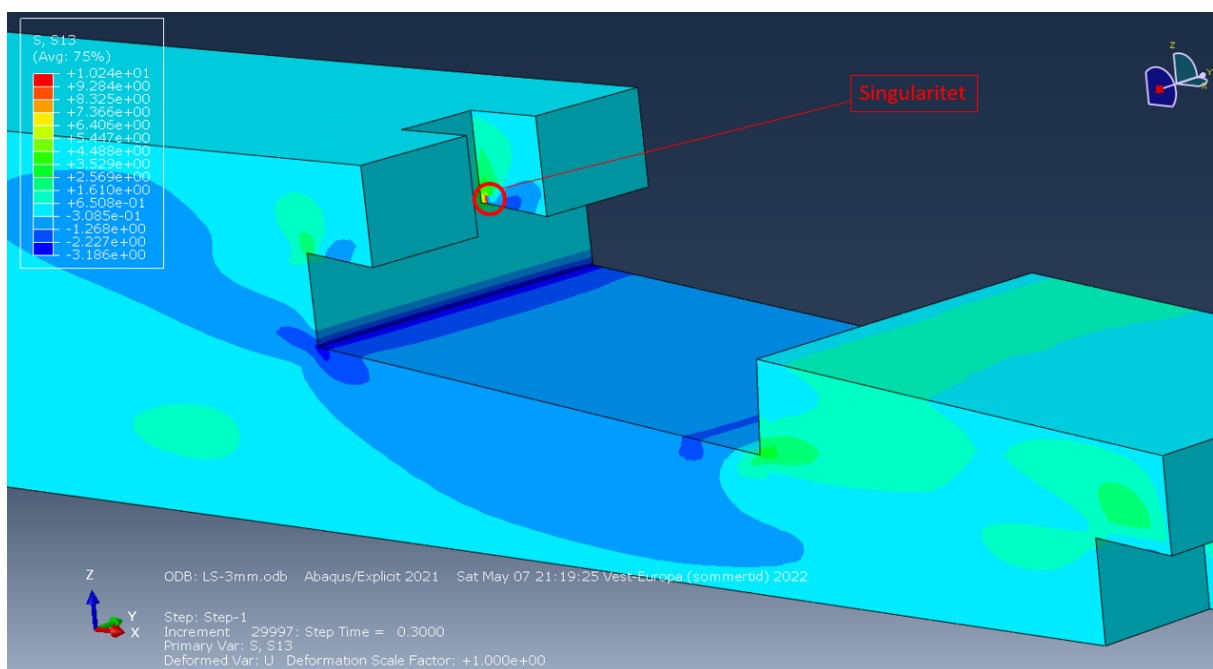 S, S13
(Avg: 75%)
+1.024e+01
+9.284e+00
+8.325e+00
+7.366e+00
+6.406e+00
+5.447e+00
+4.488e+00
+3.529e+00
+2.569e+00
+1.610e+00
+6.508e-01
-3.085e-01
-1.268e+00
-2.227e+00
-3.186e+00
Singularitet
Z
Y
X
Z
Y
X
ODB: LS-3mm.odb Abaqus/Explicit 2021 Sat May 07 21:19:25 Vest-Europa (sommertid) 2022
Step: Step-1
Increment 29997: Step Time = 0.3000
Primary Var: S, S13
Deformed Var: U Deformation Scale Factor: +1.000e+00